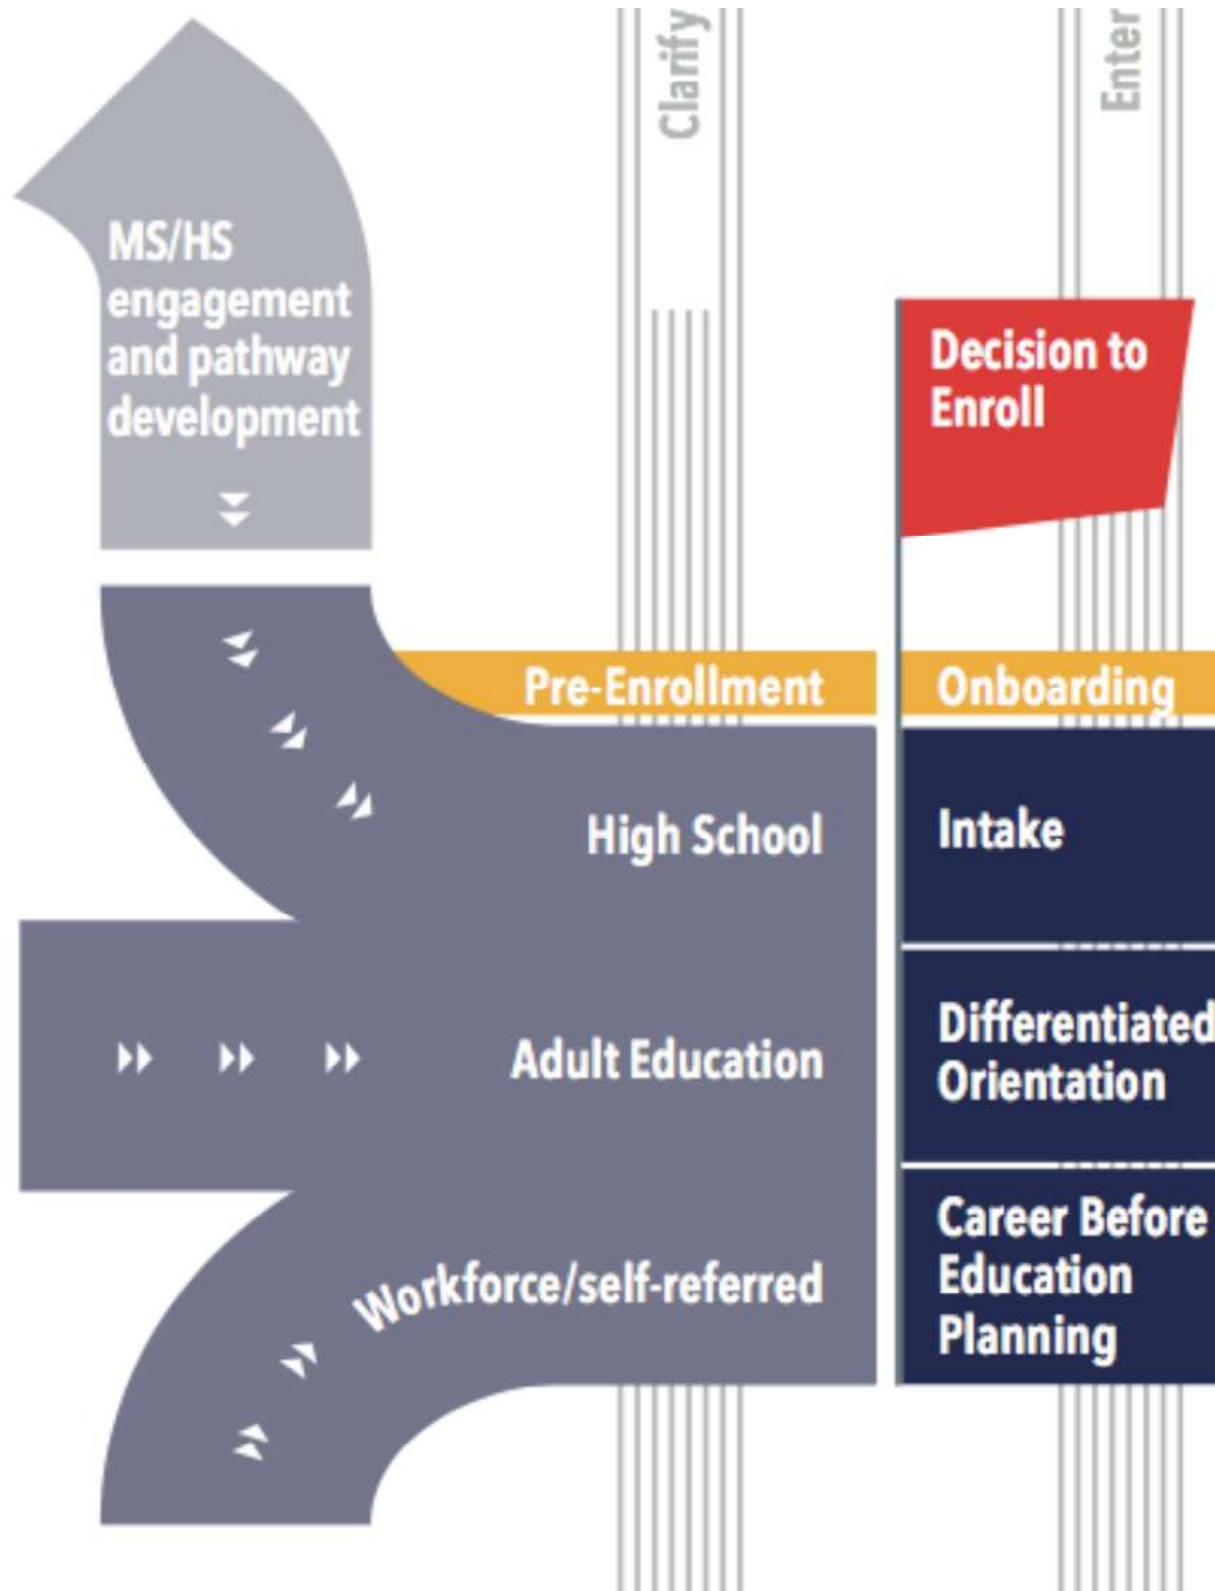 Clarify
Enter
MS/HS
engagement
and pathway
development
Decision to
Enroll
Pre-Enrollment
Onboarding
High School
Intake
Adult Education
Differentiated
Orientation
Workforce/self-referred
Career Before
Education
Planning